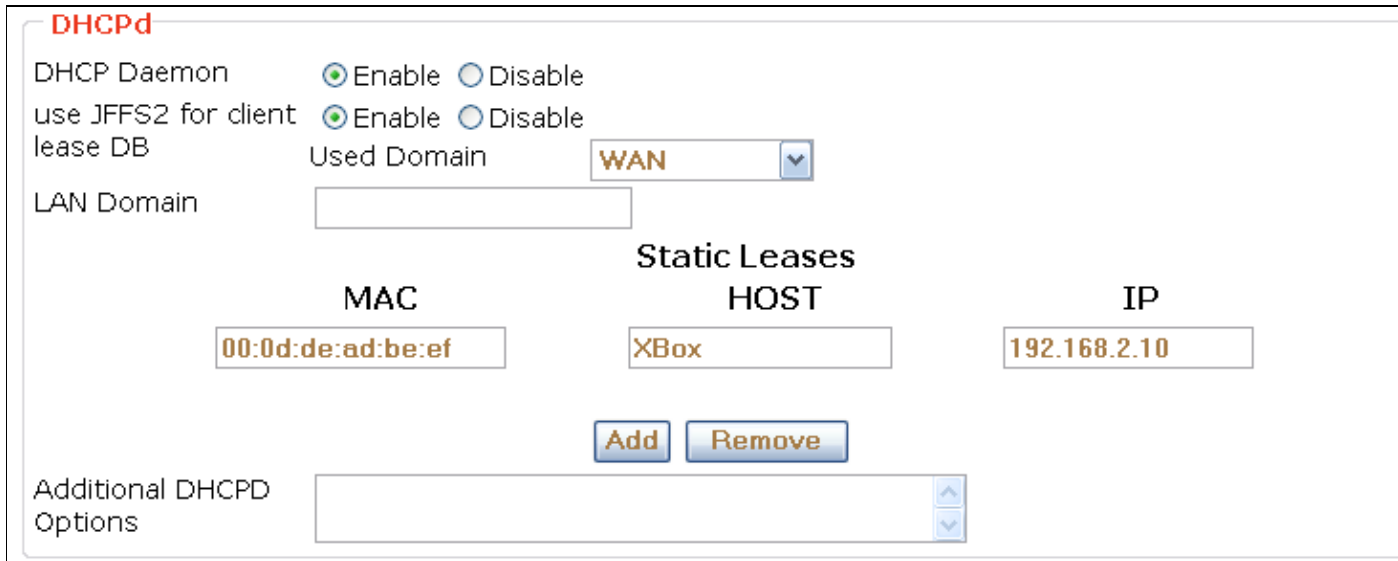 DHCPd
DHCP Daemon Enable Disable
use JFFS2 for client lease DB Enable Disable
Used Domain WAN
LAN Domain
Static Leases
MAC HOST IP
00:0d:de:ad:be:ef XBox 192.168.2.10
Add Remove
Additional DHCPD
Options